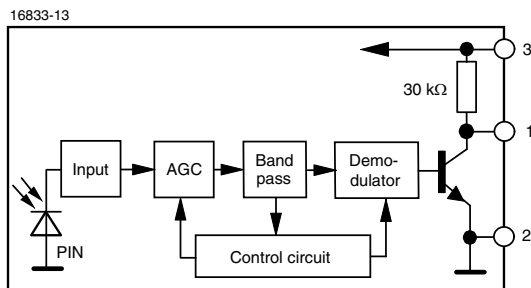 16833-13
3
30 kΩ
1
Input
AGC
Band
pass
Demo-
dulator
2
PIN
Control circuit